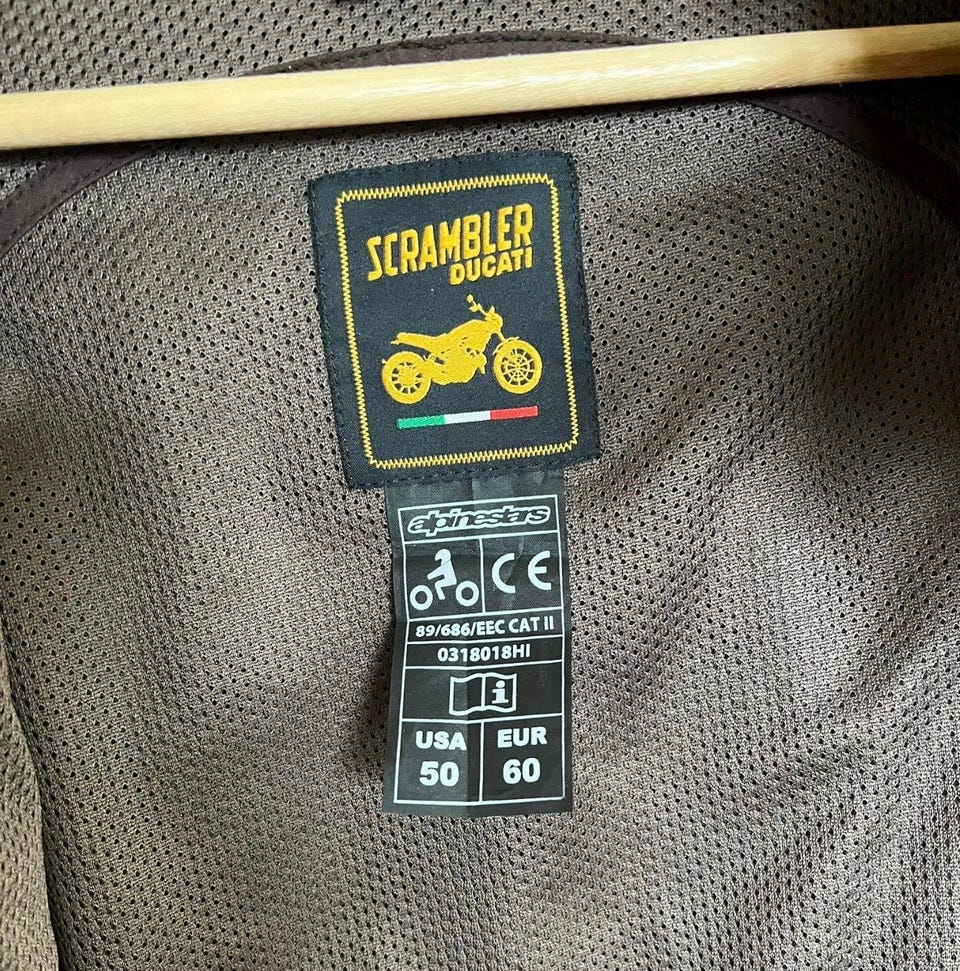 SCRAMBLER
DUCATI
alpinestars
CE
89/686/EEC CAT II
0318018HI
i
USA EUR
50 60